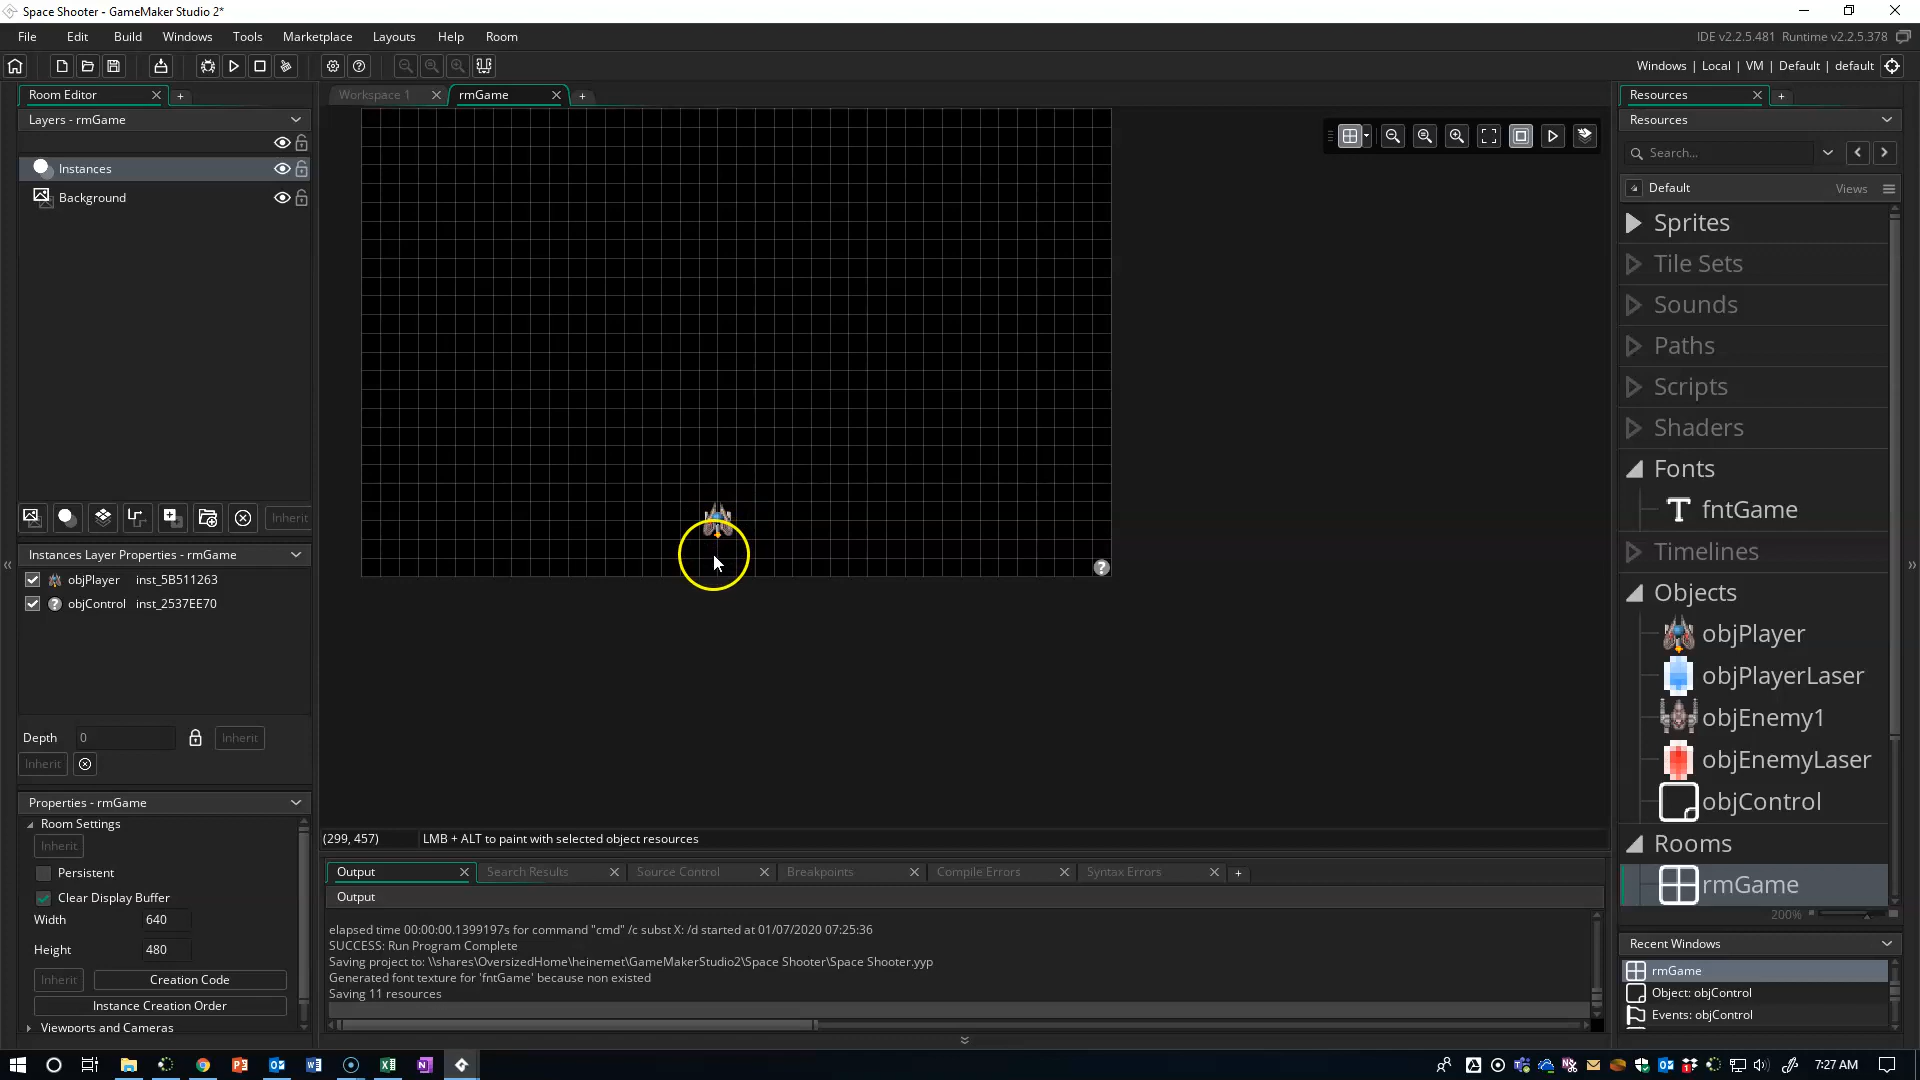 Space Shooter - GameMaker Studio 2*
File Edit Build Windows Tools Marketplace Layouts Help Room
IDE v2.2.5.481 Runtime v2.2.5.378
Windows | Local | VM | Default | default
Room Editor
Layers - rmGame
Instances
Background
Inherit
Instances Layer Properties - rmGame
objPlayer inst_5B511263
objControl inst_2537EE70
Depth 0 Inherit
Inherit
Properties - rmGame
Room Settings
Inherit
Persistent
Clear Display Buffer
Width 640
Height 480
Inherit Creation Code
Instance Creation Order
Viewports and Cameras
Workspace 1 rmGame
(299, 457) LMB + ALT to paint with selected object resources
Output Search Results Source Control Breakpoints Compile Errors Syntax Errors
Output
elapsed time 00:00:00.1399197s for command "cmd" /c subst X: /d started at 01/07/2020 07:25:36
SUCCESS: Run Program Complete
Saving project to: \\shares\OversizedHome\heinemet\GameMakerStudio2\Space Shooter\Space Shooter.yyp
Generated font texture for 'fntGame' because non existed
Saving 11 resources
Resources
Resources
Search...
Default Views
Sprites
Tile Sets
Sounds
Paths
Scripts
Shaders
Fonts
fntGame
Timelines
Objects
objPlayer
objPlayerLaser
objEnemy1
objEnemyLaser
objControl
Rooms
rmGame
200%
Recent Windows
rmGame
Object: objControl
Events: objControl
7:27 AM